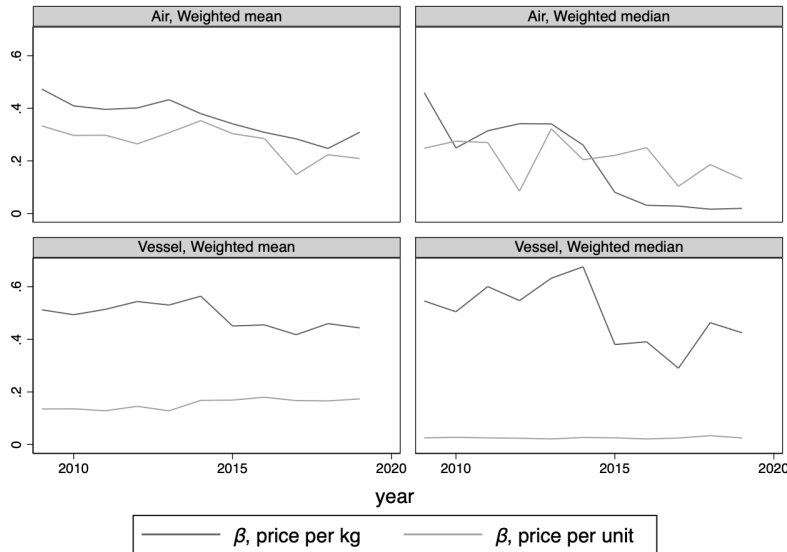 Air, Weighted mean
Air, Weighted median
.6
.4
.2
0
Vessel, Weighted mean
Vessel, Weighted median
.6
.4
.2
0
2010 2015 2020
2010 2015 2020
year
β, price per kg
β, price per unit